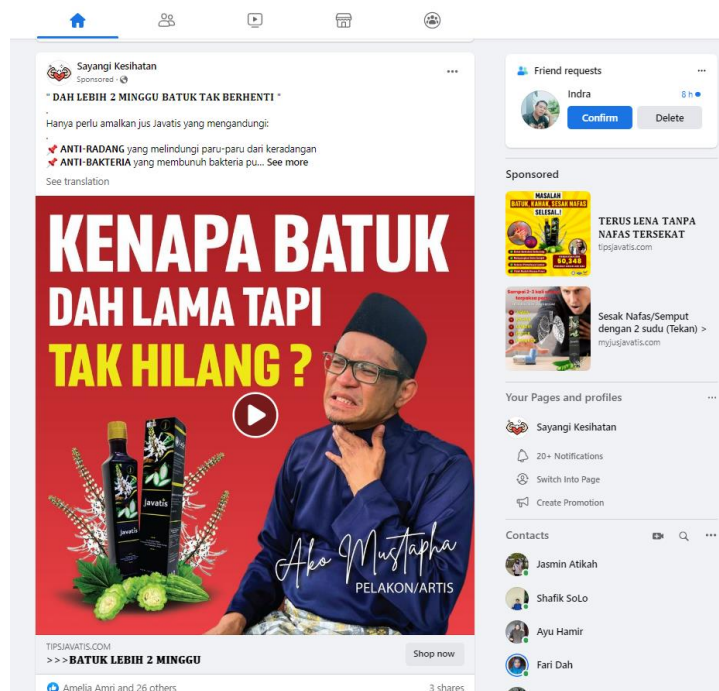 Sayangi Kesihatan
Sponsored ·
" DAH LEBIH 2 MINGGU BATUK TAK BERHENTI "
.
Hanya perlu amalkan jus Javatis yang mengandungi:
.
📌 ANTI-RADANG yang melindungi paru-paru dari keradangan
📌 ANTI-BAKTERIA yang membunuh bakteria pu... See more
See translation
KENAPA BATUK
DAH LAMA TAPI
TAK HILANG ?
javatis
javatis
Ako Mustapha
PELAKON/ARTIS
TIPSJAVATIS.COM
>>>BATUK LEBIH 2 MINGGU
Shop now
Amelia Amri and 26 others
3 shares
Friend requests
Indra
8 h
Confirm
Delete
Sponsored
MASALAH
BATUK, KAHAK, SESAK NAFAS
SELESAI..!
60,248
TERUS LENA TANPA
NAFAS TERSEKAT
tipsjavatis.com
Sesak Nafas/Semput
dengan 2 sudu (Tekan) >
myjusjavatis.com
Your Pages and profiles
Sayangi Kesihatan
20+ Notifications
Switch Into Page
Create Promotion
Contacts
Jasmin Atikah
Shafik SoLo
Ayu Hamir
Fari Dah